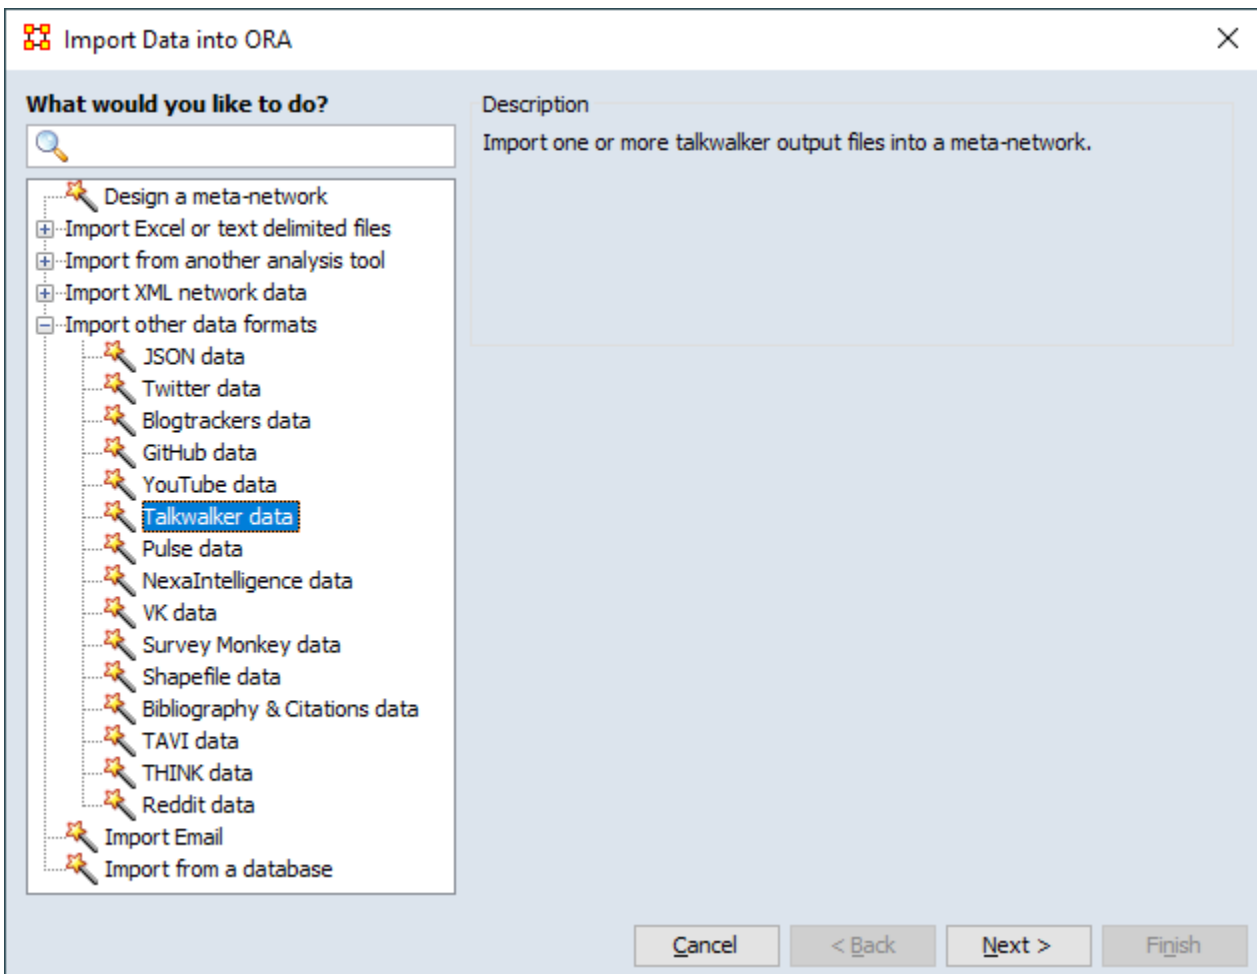 Import Data into ORA
What would you like to do?
Design a meta-network
Import Excel or text delimited files
Import from another analysis tool
Import XML network data
Import other data formats
JSON data
Twitter data
Blogtrackers data
GitHub data
YouTube data
Talkwalker data
Pulse data
NexaIntelligence data
VK data
Survey Monkey data
Shapefile data
Bibliography & Citations data
TAVI data
THINK data
Reddit data
Import Email
Import from a database
Description
Import one or more talkwalker output files into a meta-network.
Cancel
< Back
Next >
Finish